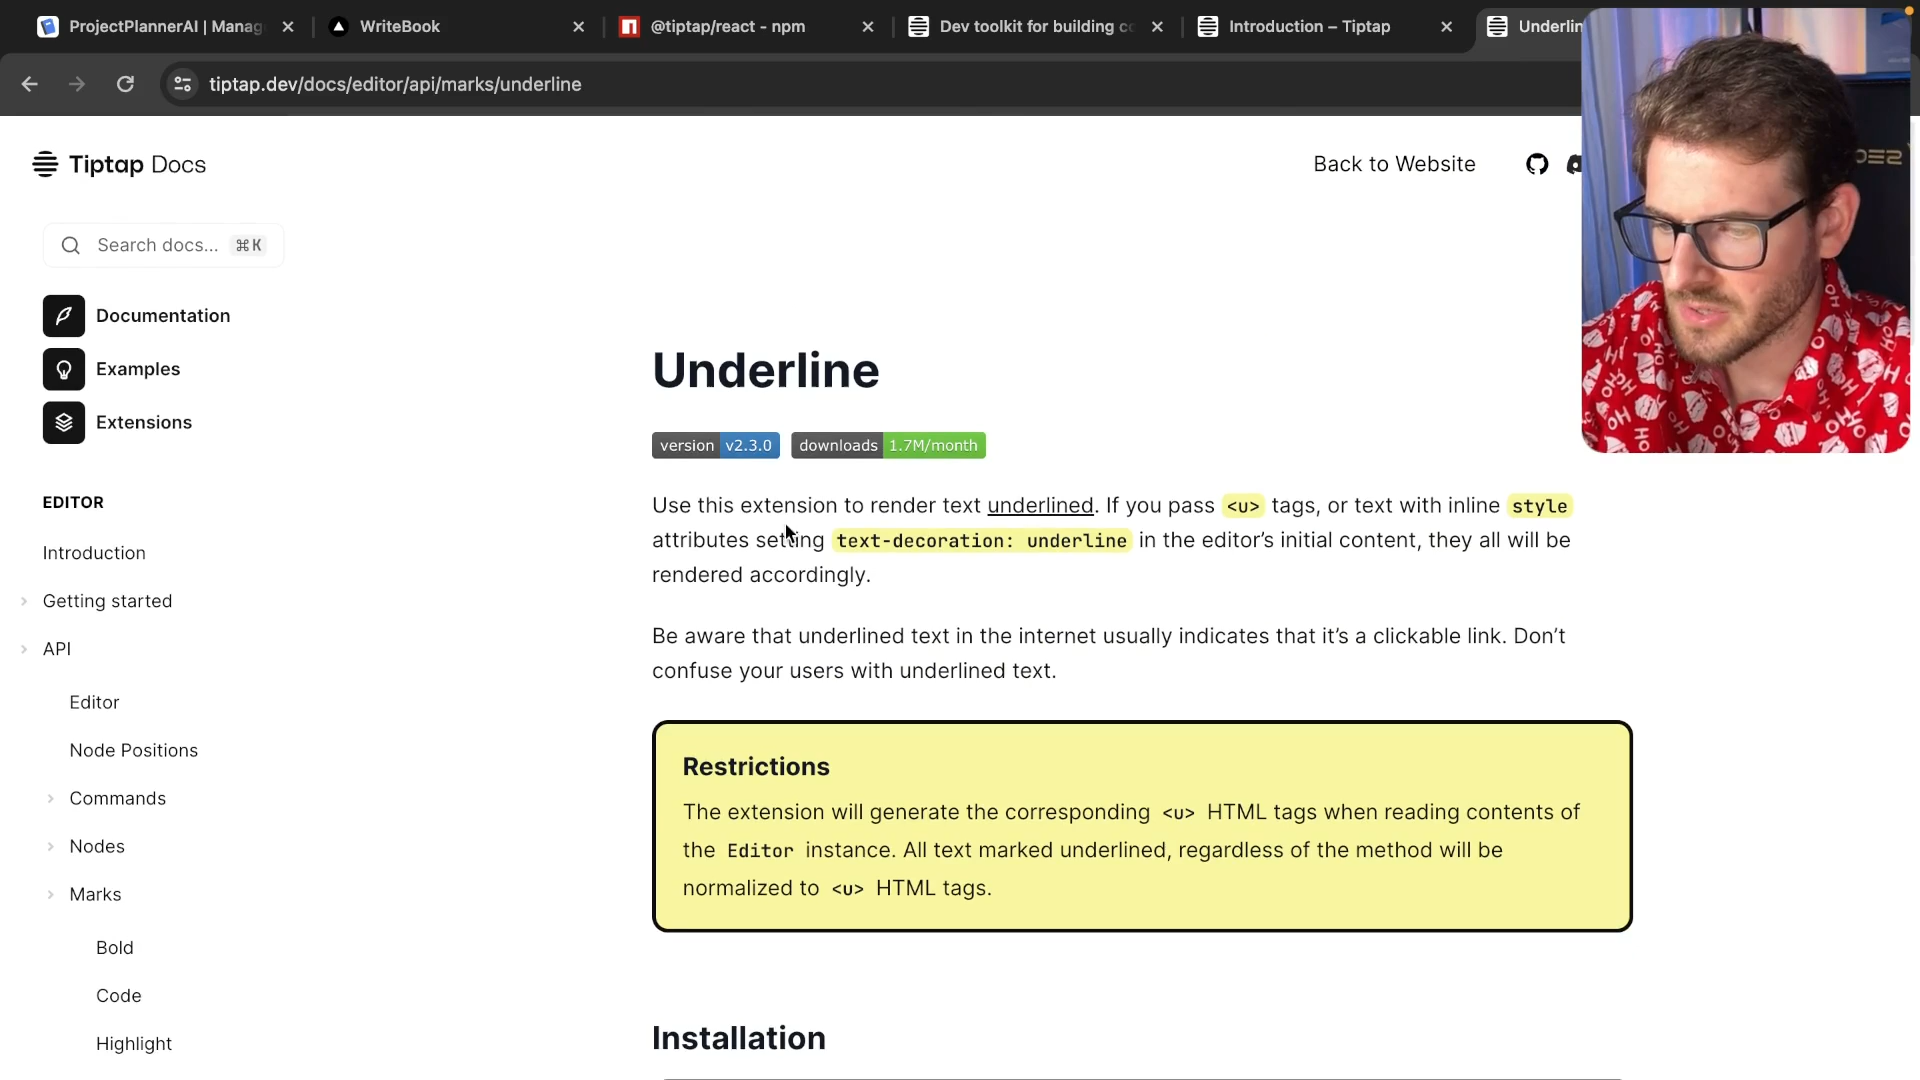 ProjectPlannerAI | Manag
WriteBook
@tiptap/react - npm
Dev toolkit for building co
Introduction – Tiptap
Underlin
tiptap.dev/docs/editor/api/marks/underline
Tiptap Docs
Back to Website
Search docs... ⌘K
Documentation
Examples
Extensions
EDITOR
Introduction
Getting started
API
Editor
Node Positions
Commands
Nodes
Marks
Bold
Code
Highlight
Underline
version v2.3.0 downloads 1.7M/month
Use this extension to render text underlined. If you pass <u> tags, or text with inline style
attributes setting text-decoration: underline in the editor’s initial content, they all will be
rendered accordingly.
Be aware that underlined text in the internet usually indicates that it’s a clickable link. Don’t
confuse your users with underlined text.
Restrictions
The extension will generate the corresponding <u> HTML tags when reading contents of
the Editor instance. All text marked underlined, regardless of the method will be
normalized to <u> HTML tags.
Installation